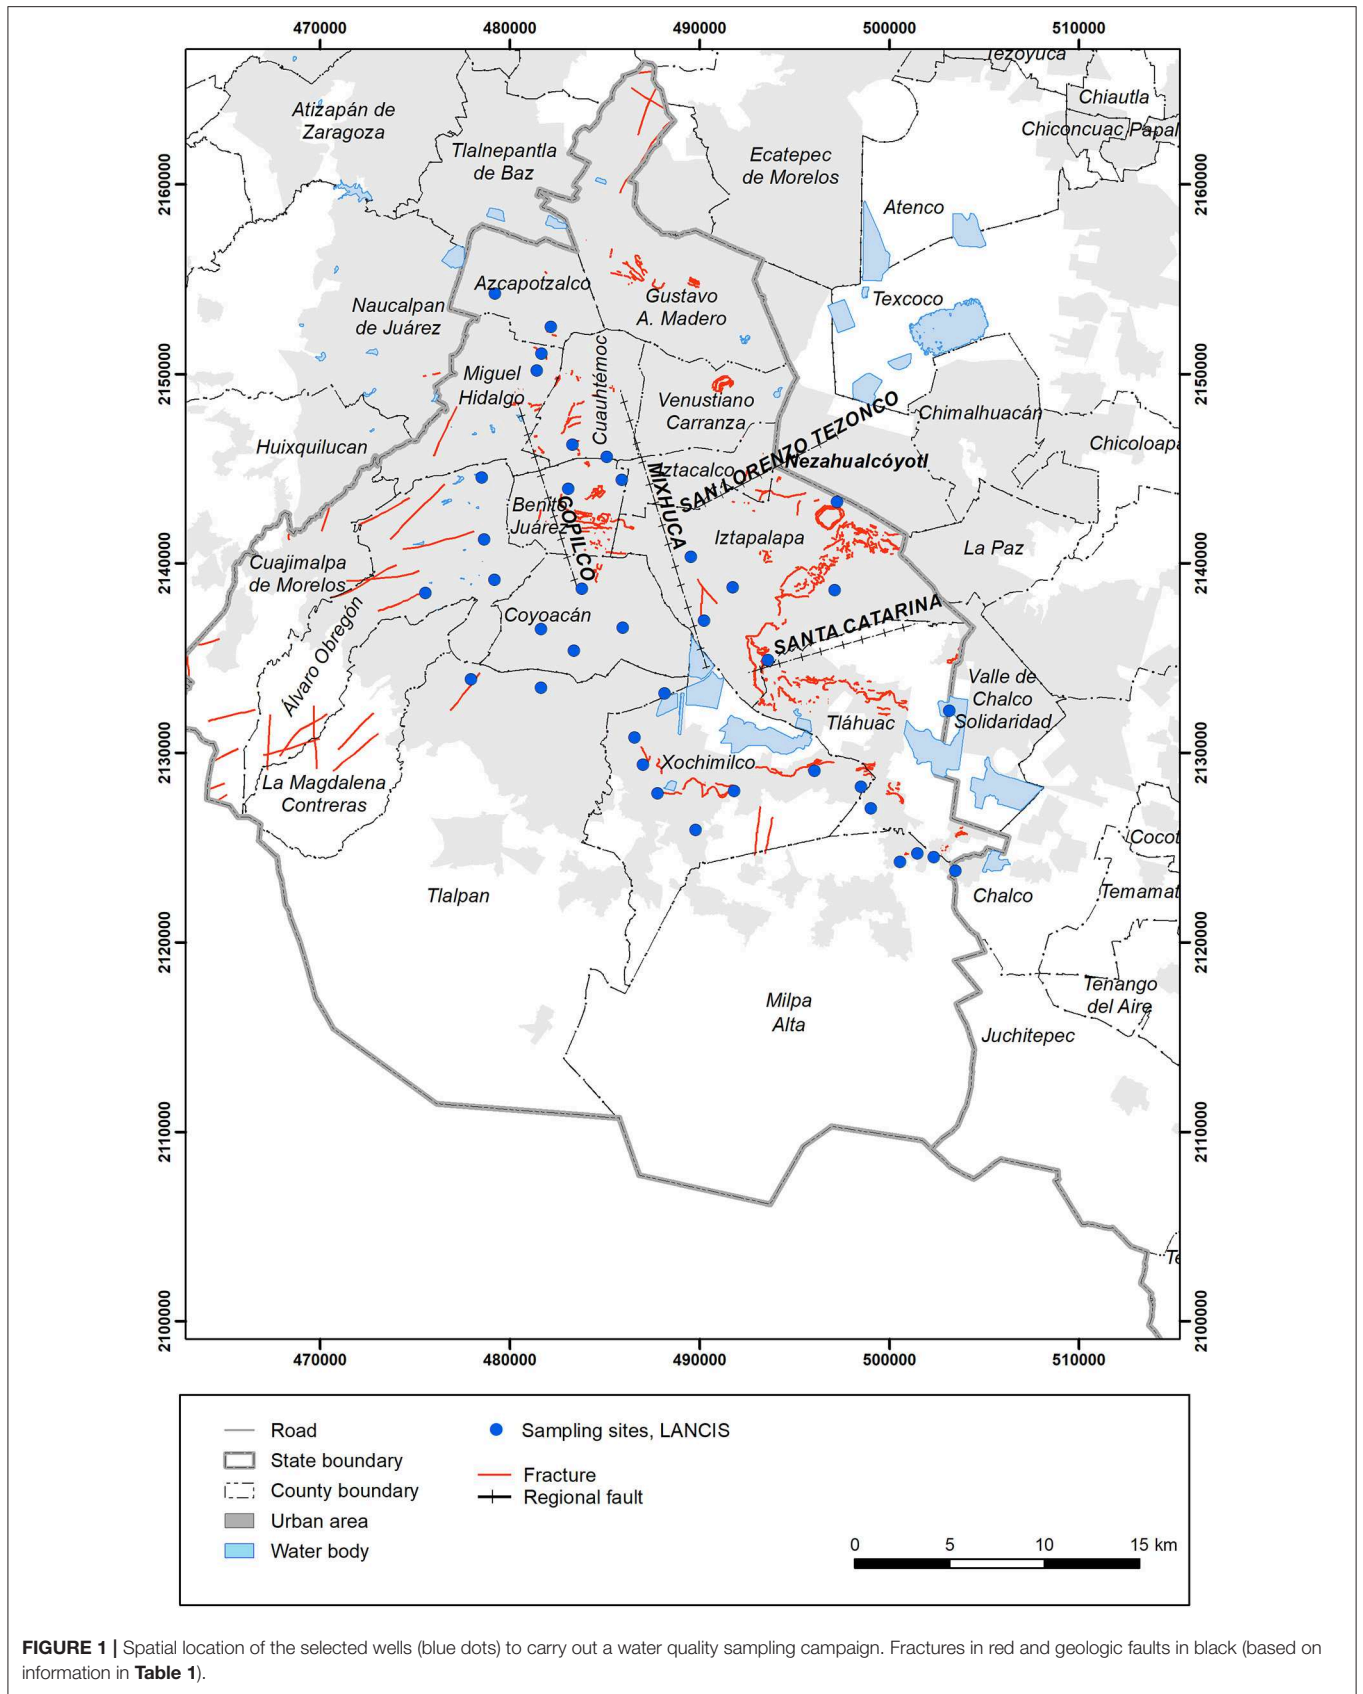 470000 480000 490000 500000 510000
Tezoyuca
Chiautla
Atizapán de
Zaragoza
Chiconcuac Papal
Tlalnepantla
de Baz
Ecatepec
de Morelos
2160000
2160000
Atenco
Azcapotzalco
Gustavo
A. Madero
Texcoco
Naucalpan
de Juárez
2150000
2150000
Miguel
Hidalgo
Cuauhtémoc
Venustiano
Carranza
Chimalhuacán
Chicoloapa
Huixquilucan
SAN LORENZO TEZONCO
Nezahualcóyotl
Iztacalco
MIXHUCA
Benito
Juárez
COPILCO
Iztapalapa
La Paz
2140000
2140000
Cuajimalpa
de Morelos
Álvaro Obregón
Coyoacán
SANTA CATARINA
Valle de
Chalco
Solidaridad
Tláhuac
2130000
2130000
Xochimilco
La Magdalena
Contreras
Cocot
Tlalpan
Chalco
Temamat
2120000
2120000
Milpa
Alta
Tenango
del Aire
Juchitepec
2110000
2110000
Te
2100000
2100000
470000 480000 490000 500000 510000
Road
State boundary
County boundary
Urban area
Water body
Sampling sites, LANCIS
Fracture
Regional fault
0 5 10 15 km
FIGURE 1 | Spatial location of the selected wells (blue dots) to carry out a water quality sampling campaign. Fractures in red and geologic faults in black (based on
information in Table 1).